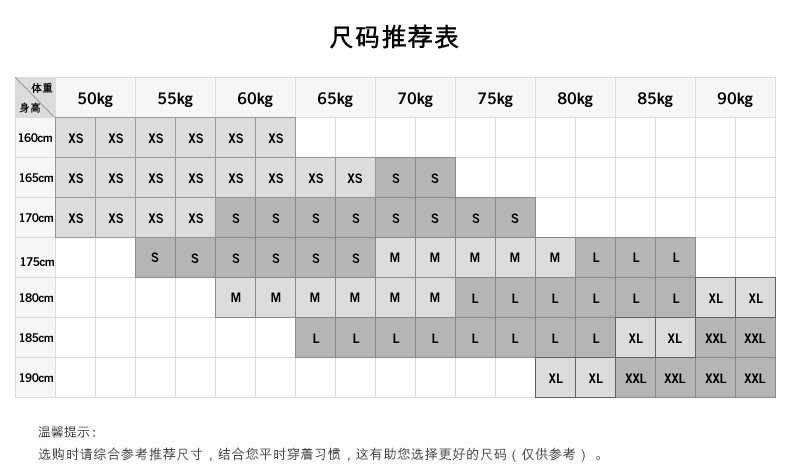 尺码推荐表
体重
身高
50kg 55kg 60kg 65kg 70kg 75kg 80kg 85kg 90kg
160cm XS XS XS XS XS XS
165cm XS XS XS XS XS XS XS XS S S
170cm XS XS XS XS S S S S S S S S
175cm S S S S S S M M M M M L L L
180cm M M M M M M L L L L L L XL XL
185cm L L L L L L L L XL XL XXL XXL
190cm XL XL XXL XXL XXL XXL
温馨提示：
选购时请综合参考推荐尺寸，结合您平时穿着习惯，这有助您选择更好的尺码（仅供参考）。